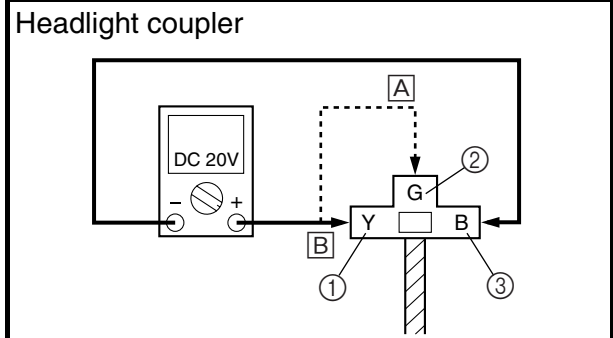 Headlight coupler
A
DC 20V
②
G
− +
Y B
B
① ③